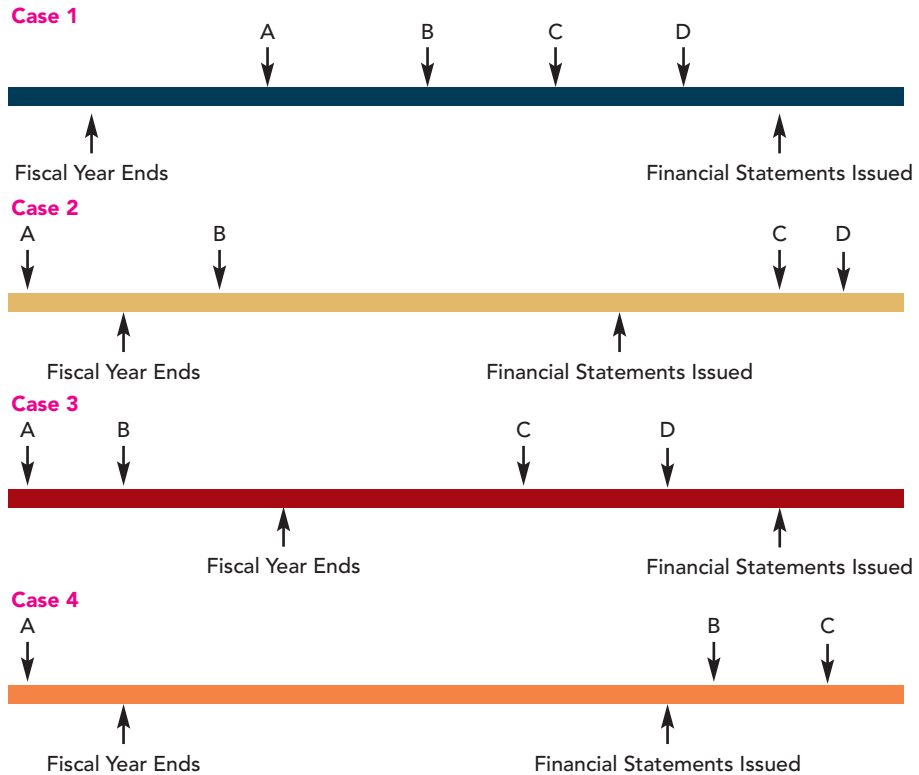 Case 1
A B C D
Fiscal Year Ends Financial Statements Issued
Case 2
A B C D
Fiscal Year Ends Financial Statements Issued
Case 3
A B C D
Fiscal Year Ends Financial Statements Issued
Case 4
A B C
Fiscal Year Ends Financial Statements Issued